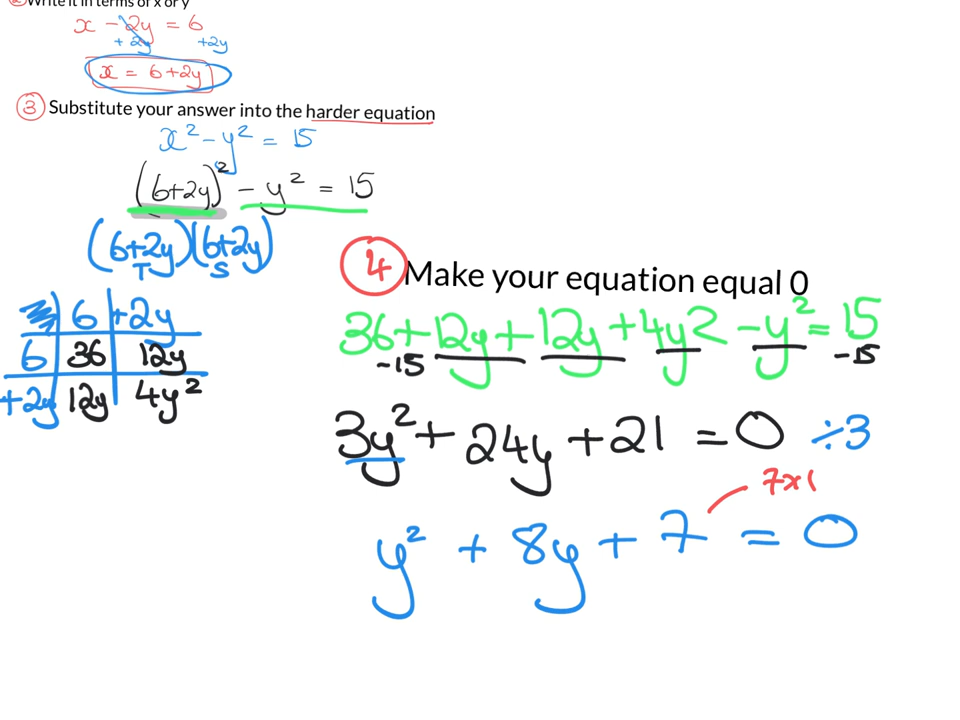 ② Write it in terms of x or y
x - 2y = 6
+ 2y +2y
x = 6+2y
③ Substitute your answer into the harder equation
x² - y² = 15
(6+2y)² - y² = 15
(6+2y)(6+2y)
T S
6 +2y
6 36 12y
+2y 12y 4y²
④ Make your equation equal 0
36+12y+12y+4y2 -y²=15
-15 -15
3y²+ 24y +21 = 0 ÷3
7×1
y² + 8y + 7 = 0